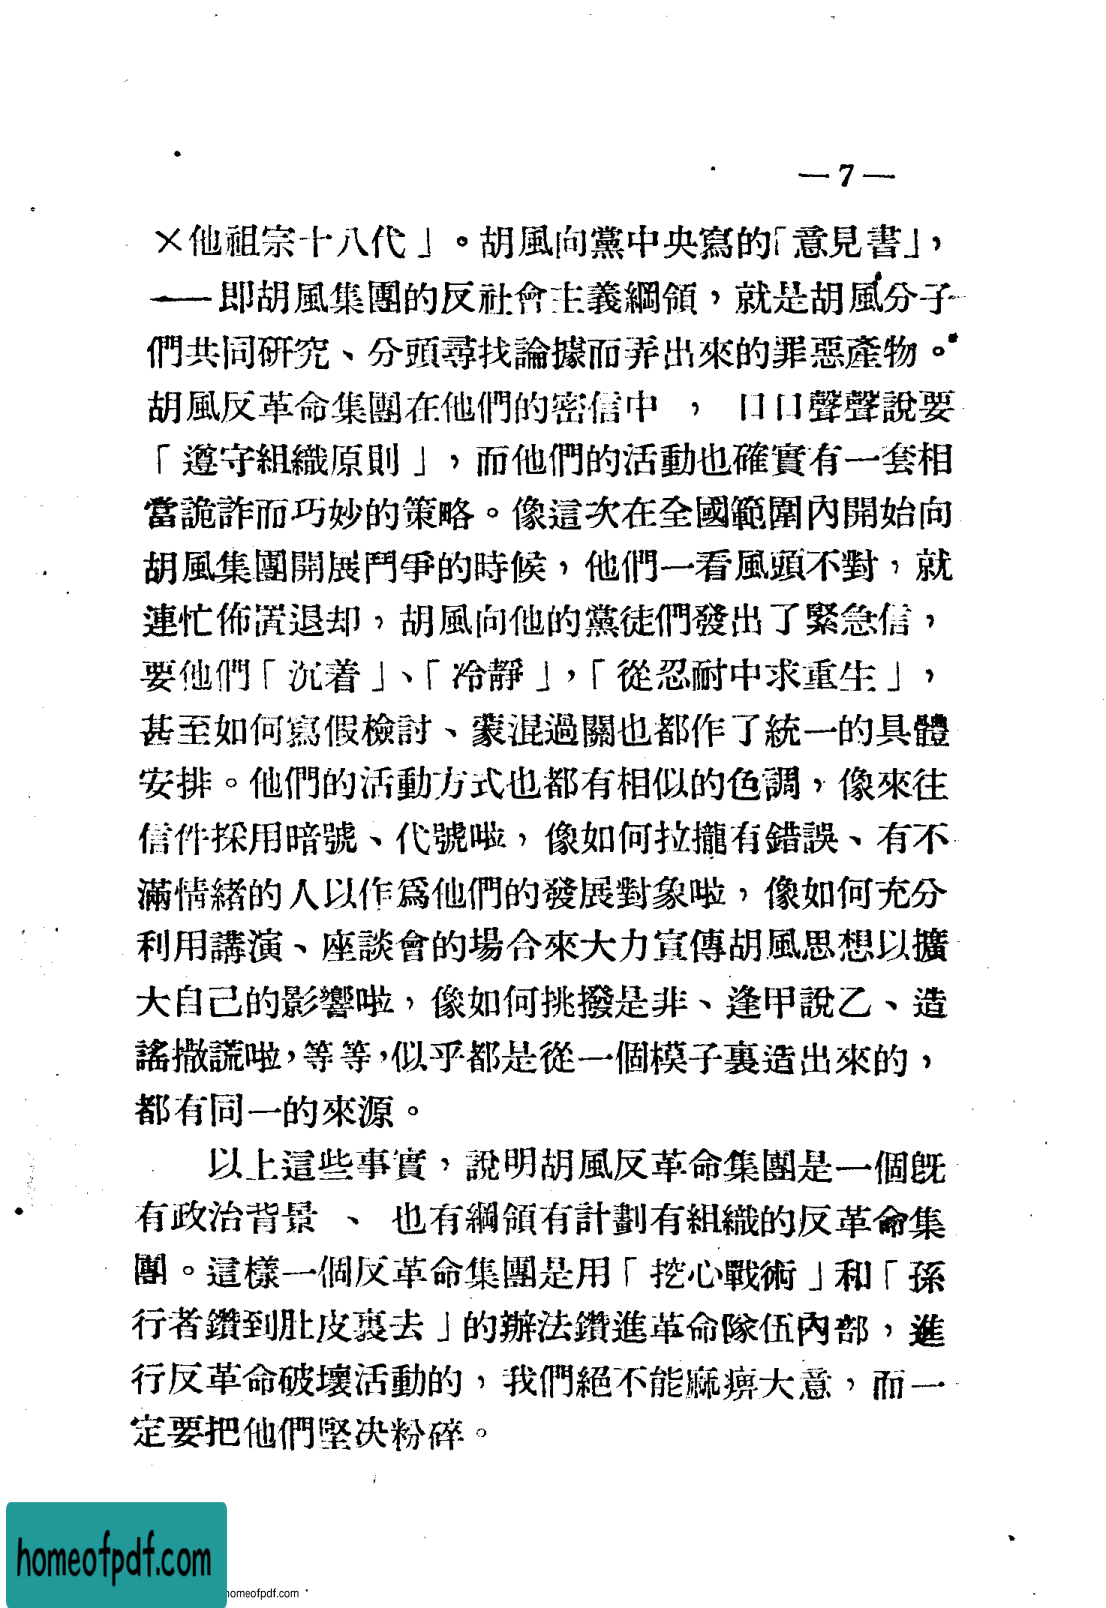 —7—
×他祖宗十八代」。胡風向黨中央寫的「意見書」，
——卽胡風集團的反社會主義綱領，就是胡風分子
們共同研究、分頭尋找論據而弄出來的罪惡產物。
胡風反革命集團在他們的密信中，口口聲聲說要
「遵守組織原則」，而他們的活動也確實有一套相
當詭詐而巧妙的策略。像這次在全國範圍內開始向
胡風集團開展鬥爭的時候，他們一看風頭不對，就
連忙佈置退却，胡風向他的黨徒們發出了緊急信，
要他們「沉着」、「冷靜」，「從忍耐中求重生」，
甚至如何寫假檢討、蒙混過關也都作了統一的具體
安排。他們的活動方式也都有相似的色調，像來往
信件採用暗號、代號啦，像如何拉攏有錯誤、有不
滿情緒的人以作爲他們的發展對象啦，像如何充分
利用講演、座談會的場合來大力宣傳胡風思想以擴
大自己的影響啦，像如何挑撥是非、逢甲說乙、造
謠撒謊啦，等等，似乎都是從一個模子裏造出來的，
都有同一的來源。
以上這些事實，說明胡風反革命集團是一個旣
有政治背景、也有綱領有計劃有組織的反革命集
團。這樣一個反革命集團是用「挖心戰術」和「孫
行者鑽到肚皮裏去」的辦法鑽進革命隊伍內部，進
行反革命破壞活動的，我們絕不能麻痹大意，而一
定要把他們堅決粉碎。
homeofpdf.com
homeofpdf.com